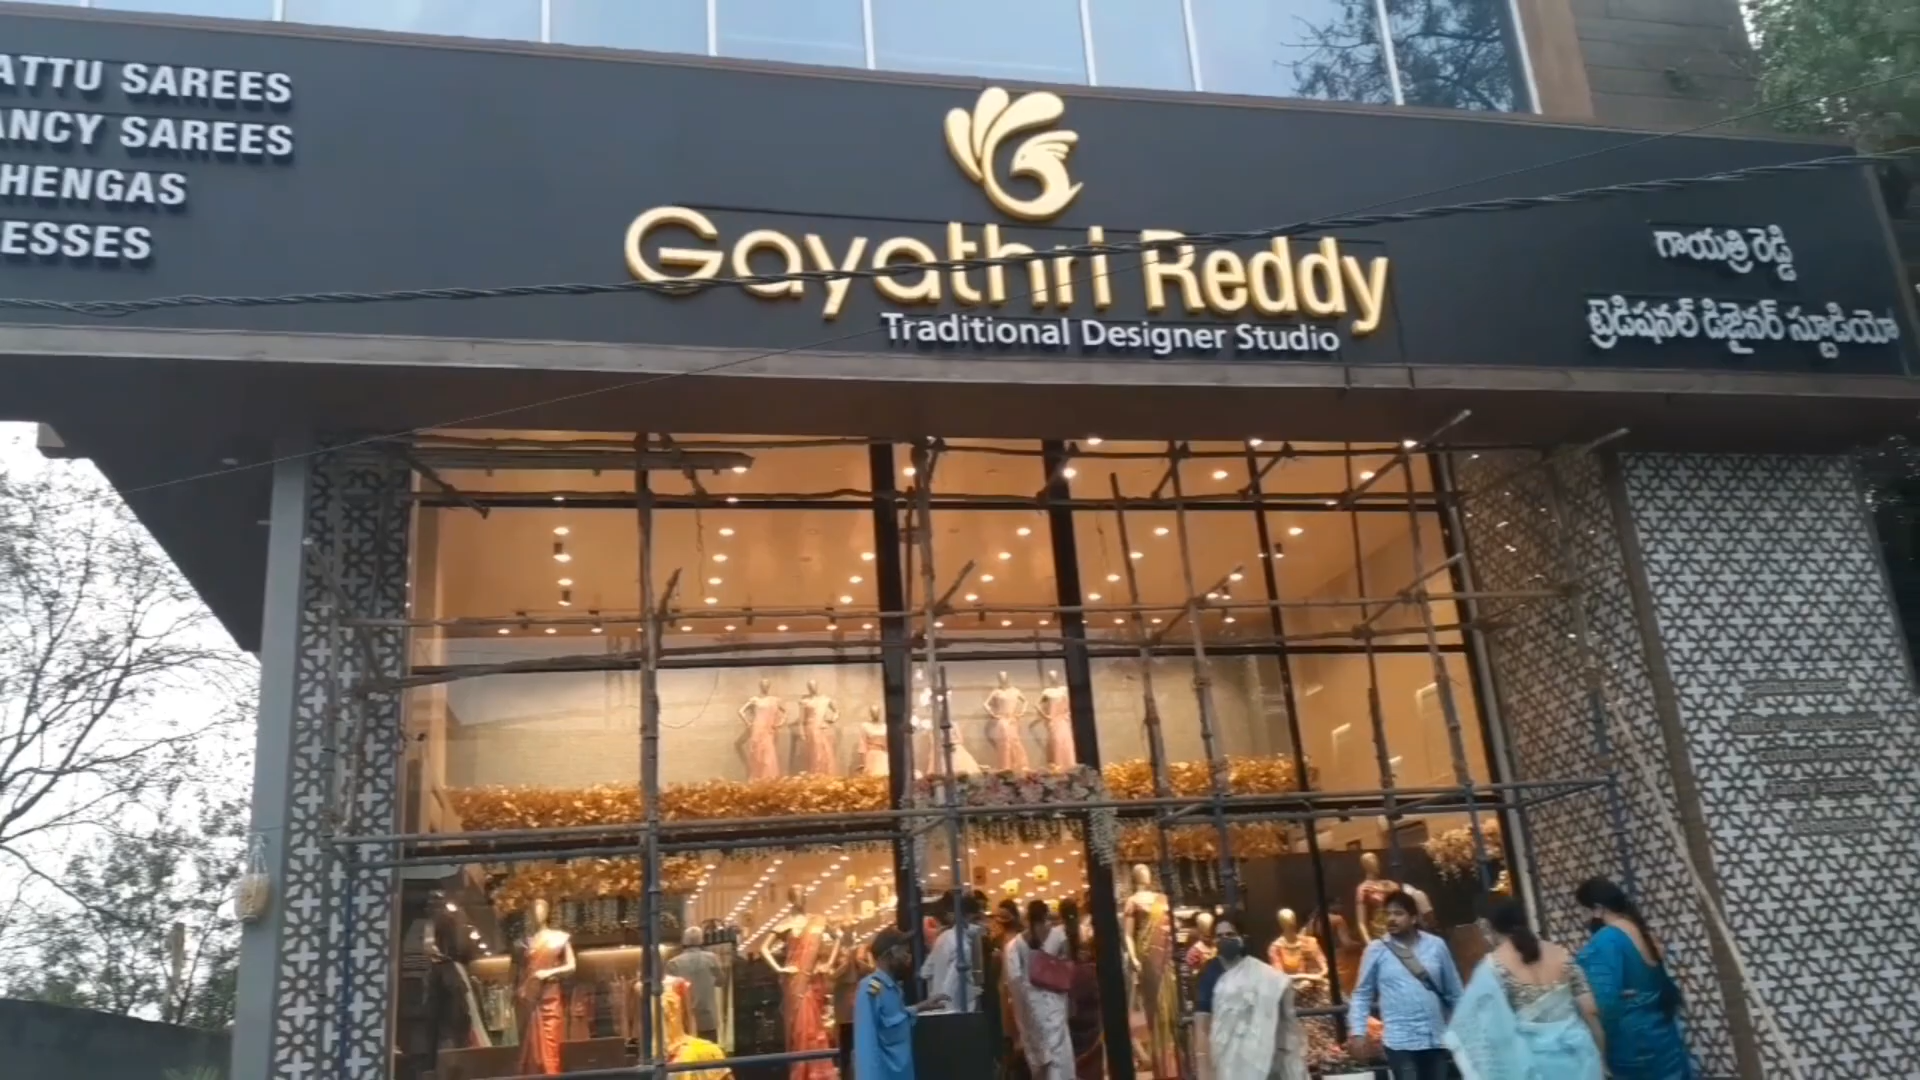 ATTU SAREES
ANCY SAREES
HENGAS
ESSES
Gayathri Reddy
Traditional Designer Studio
గాయత్రి రెడ్డి
ట్రెడిషనల్ డిజైనర్ స్టూడియో